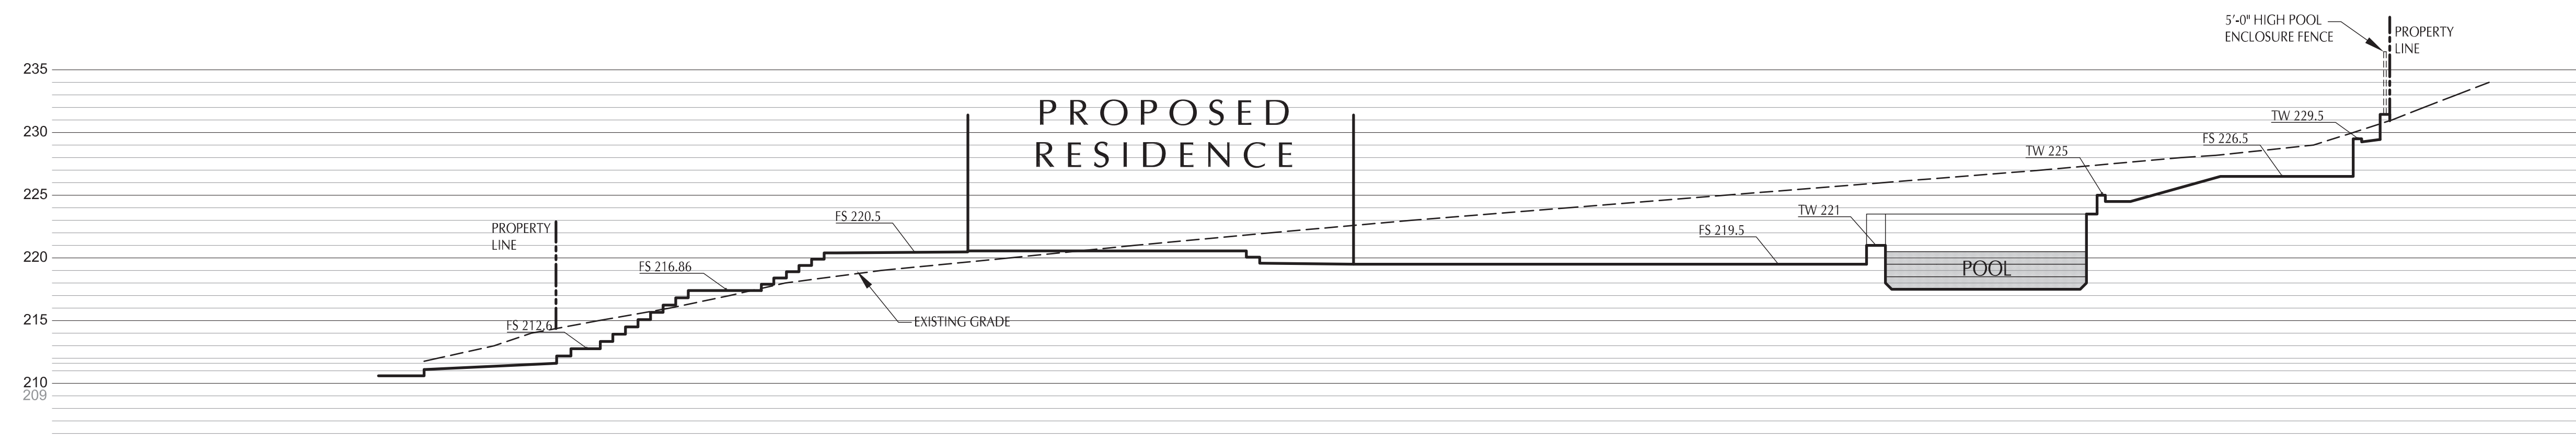 5'-0" HIGH POOL
ENCLOSURE FENCE
PROPERTY
LINE
235
PROPOSED
RESIDENCE
230
TW 229.5
FS 226.5
TW 225
225
FS 220.5
TW 221
PROPERTY
LINE
FS 219.5
220
FS 216.86
POOL
215
FS 212.6
EXISTING GRADE
210
209